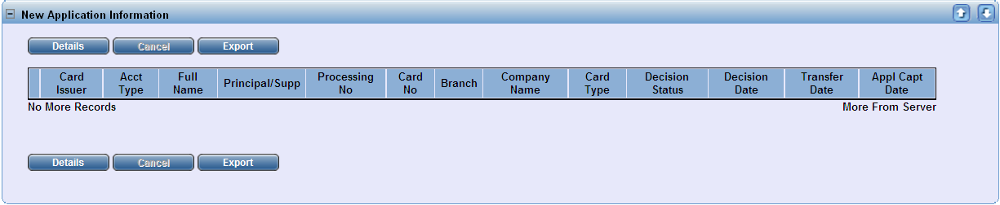 New Application Information
Details Cancel Export
Card Issuer Acct Type Full Name Principal/Supp Processing No Card No Branch Company Name Card Type Decision Status Decision Date Transfer Date Appl Capt Date
No More Records More From Server
Details Cancel Export